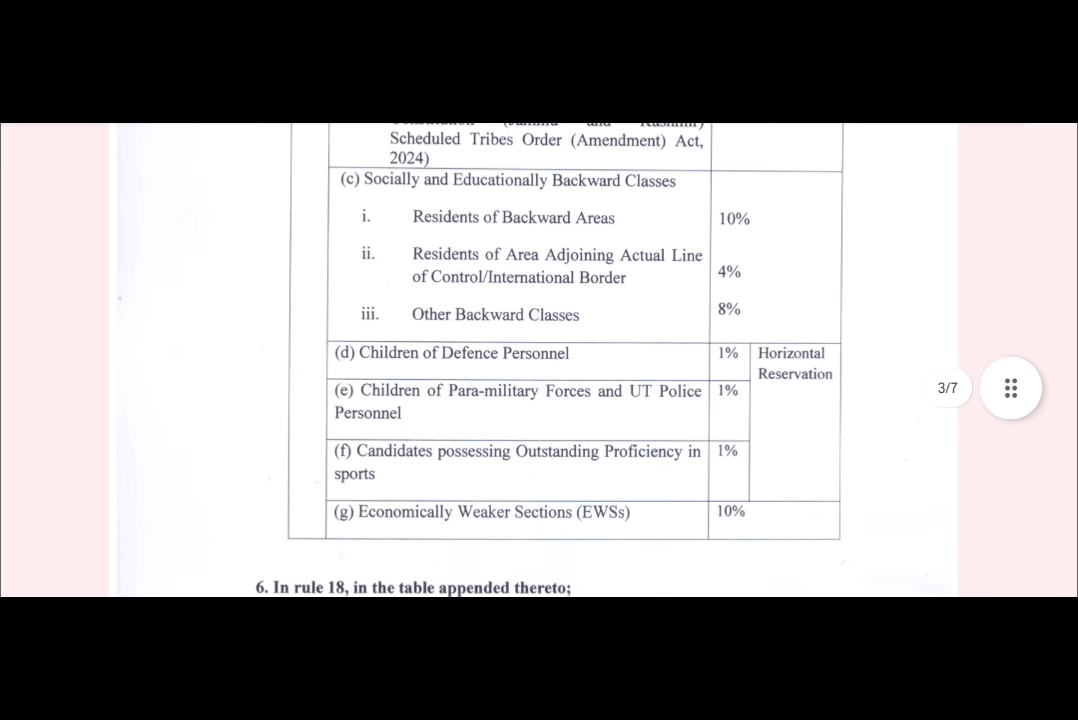 Scheduled Tribes Order (Amendment) Act,
2024)
(c) Socially and Educationally Backward Classes
i. Residents of Backward Areas 10%
ii. Residents of Area Adjoining Actual Line
of Control/International Border 4%
iii. Other Backward Classes 8%
(d) Children of Defence Personnel 1% Horizontal
Reservation
(e) Children of Para-military Forces and UT Police 1%
Personnel
(f) Candidates possessing Outstanding Proficiency in 1%
sports
(g) Economically Weaker Sections (EWSs) 10%
3/7
6. In rule 18, in the table appended thereto;